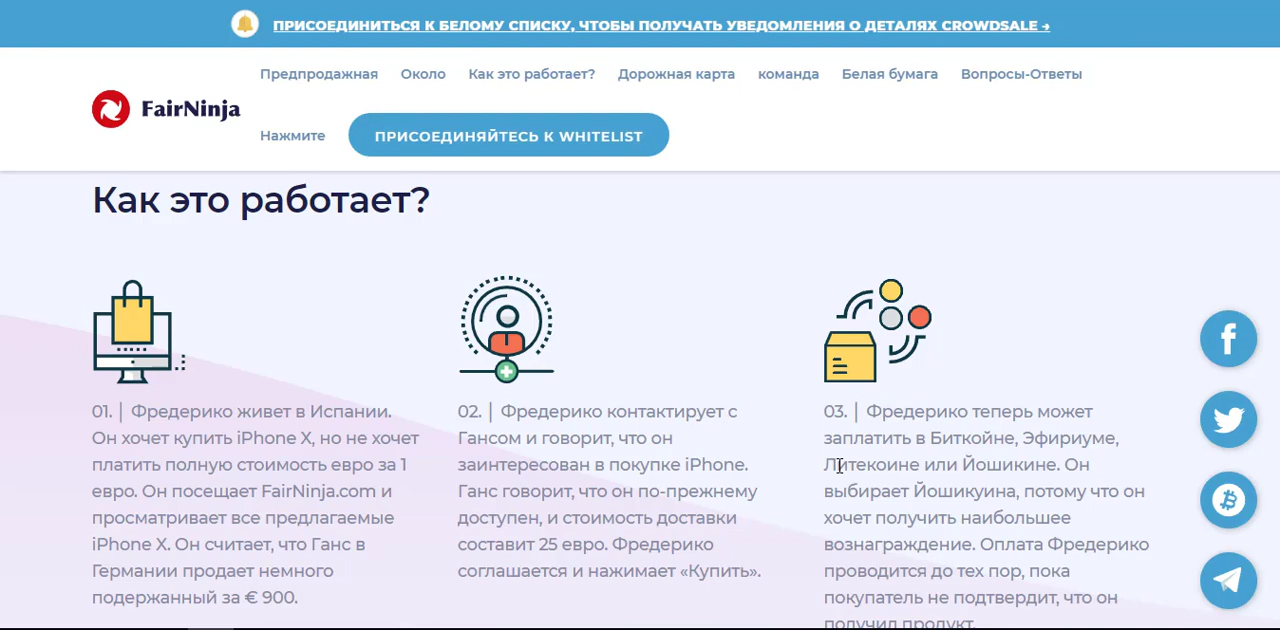 ПРИСОЕДИНИТЬСЯ К БЕЛОМУ СПИСКУ, ЧТОБЫ ПОЛУЧАТЬ УВЕДОМЛЕНИЯ О ДЕТАЛЯХ CROWDSALE →
Предпродажная Около Как это работает? Дорожная карта команда Белая бумага Вопросы-Ответы
FairNinja
Нажмите ПРИСОЕДИНЯЙТЕСЬ К WHITELIST
Как это работает?
01. | Фредерико живет в Испании.
Он хочет купить iPhone X, но не хочет
платить полную стоимость евро за 1
евро. Он посещает FairNinja.com и
просматривает все предлагаемые
iPhone X. Он считает, что Ганс в
Германии продает немного
подержанный за € 900.
02. | Фредерико контактирует с
Гансом и говорит, что он
заинтересован в покупке iPhone.
Ганс говорит, что он по-прежнему
доступен, и стоимость доставки
составит 25 евро. Фредерико
соглашается и нажимает «Купить».
03. | Фредерико теперь может
заплатить в Биткойне, Эфириуме,
Литекоине или Йошикине. Он
выбирает Йошикуина, потому что он
хочет получить наибольшее
вознаграждение. Оплата Фредерико
проводится до тех пор, пока
покупатель не подтвердит, что он
получил продукт.